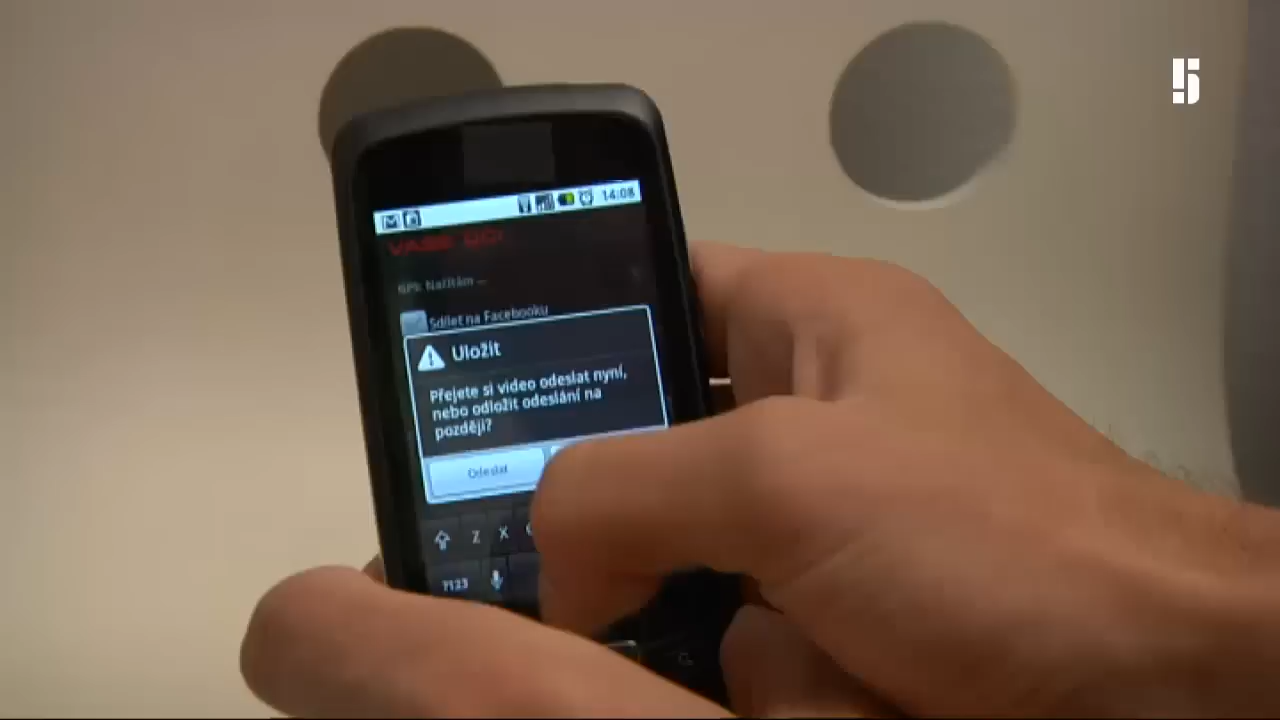 5
14:08
GPS: Načítám ...
Sdílet na Facebooku
Uložit
Přejete si video odeslat nyní,
nebo odložit odeslání na
později?
Odeslat
Z X
?123